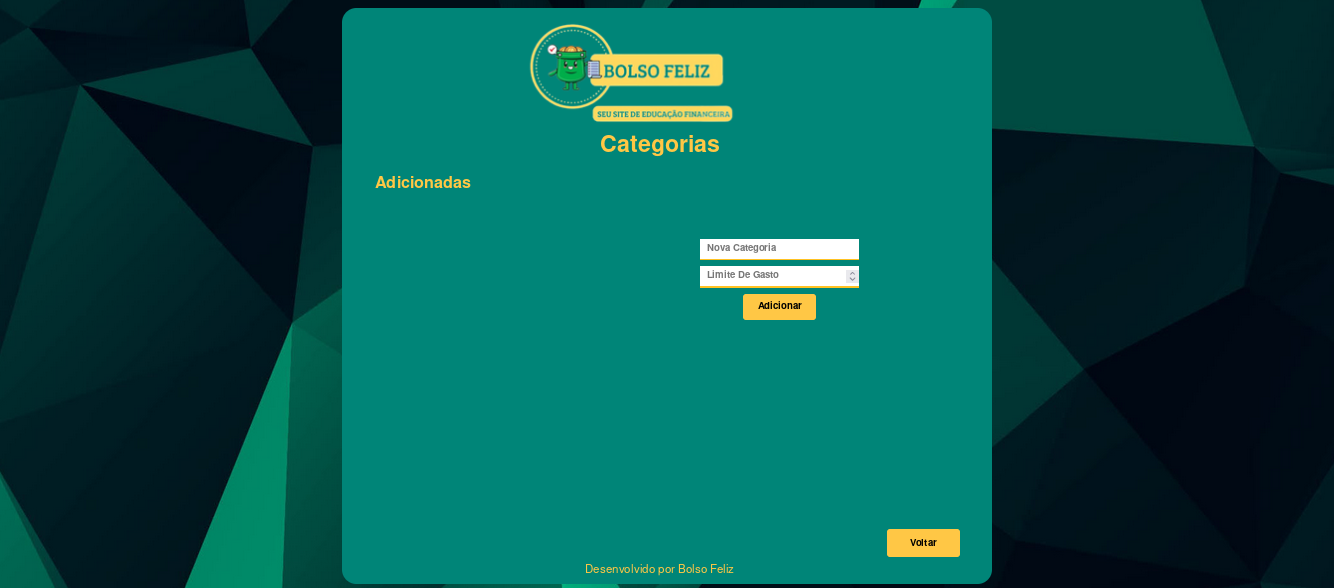 BOLSO FELIZ
SEU SITE DE EDUCAÇÃO FINANCEIRA
Categorias
Adicionadas
Nova Categoria
Limite De Gasto
Adicionar
Voltar
Desenvolvido por Bolso Feliz